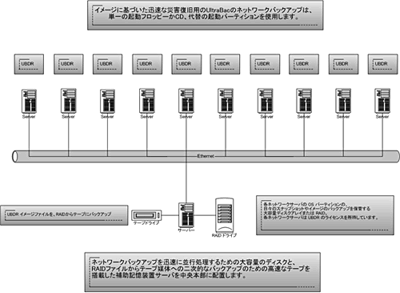 イメージに基づいた迅速な災害復旧用のUltraBacのネットワークバックアップは、
単一の起動フロッピーかCD、代替の起動パーティションを使用します。
UBDR UBDR UBDR UBDR UBDR UBDR UBDR UBDR UBDR UBDR
Server Server Server Server Server Server Server Server Server Server
Ethernet
UBDR イメージファイルを、RAIDからテープにバックアップ
テープドライブ
サーバー
RAIDドライブ
各ネットワークサーバの OS パーティションの、
日々のスナップショットやイメージのバックアップを保管する
大容量ディスクアレイまたは RAID。
各ネットワークサーバは UBDR のライセンスを所有しています。
ネットワークバックアップを迅速に並行処理するための大容量のディスクと、
RAIDファイルからテープ媒体への二次的なバックアップのための高速なテープを
搭載した補助記憶装置サーバを中央本部に配置します。